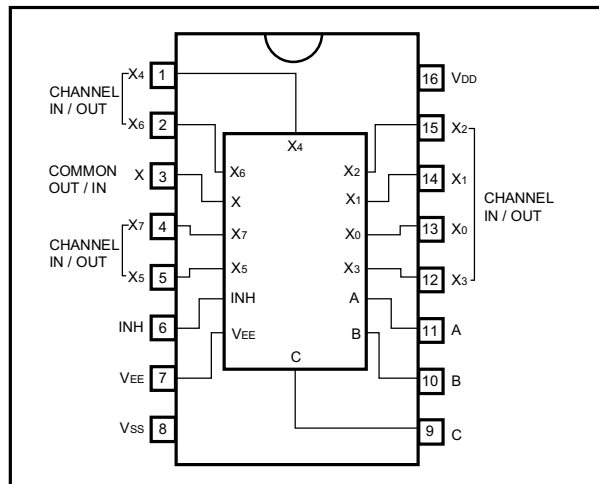 X4 1
CHANNEL
IN / OUT
X6 2
COMMON
OUT / IN
X 3
X7 4
CHANNEL
IN / OUT
X5 5
INH 6
VEE 7
VSS 8
X4
X6
X
X7
X5
INH
VEE
C
X2
X1
X0
X3
A
B
16 VDD
15 X2
14 X1
CHANNEL
IN / OUT
13 X0
12 X3
11 A
10 B
9 C